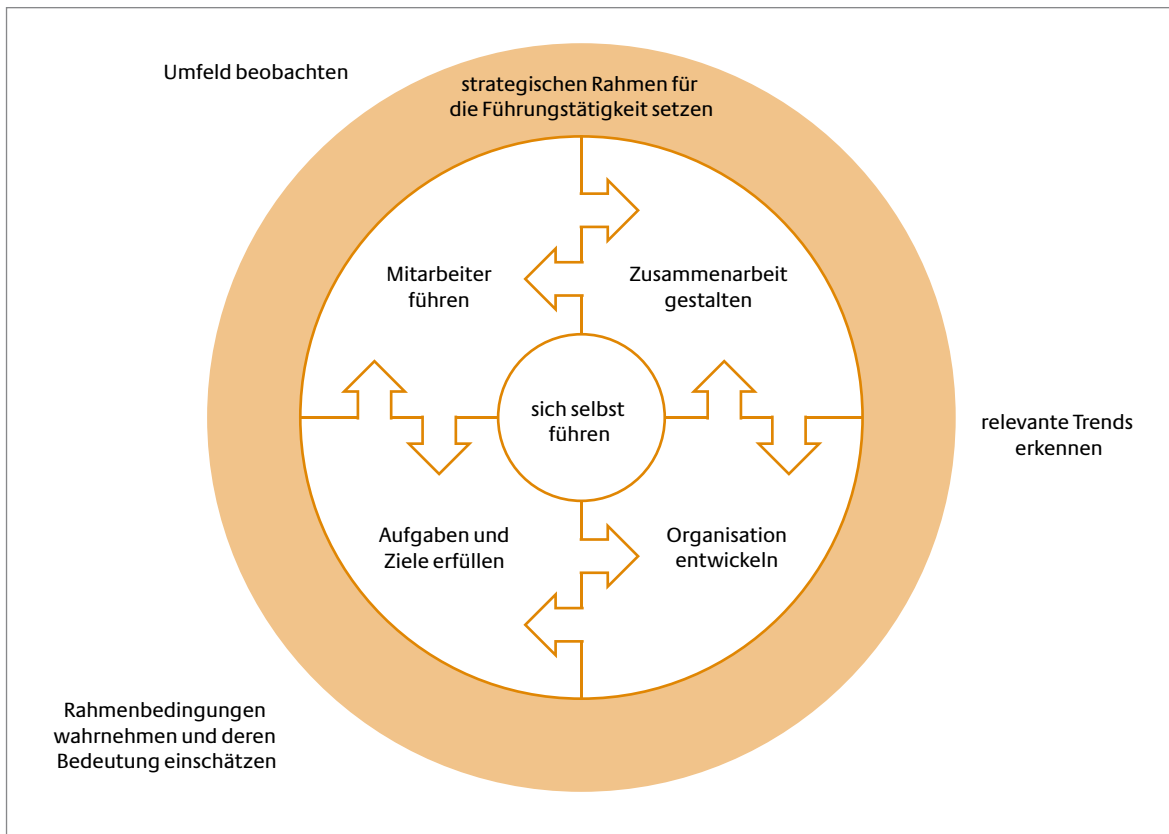 Umfeld beobachten
strategischen Rahmen für
die Führungstätigkeit setzen
Mitarbeiter
führen
Zusammenarbeit
gestalten
sich selbst
führen
relevante Trends
erkennen
Aufgaben und
Ziele erfüllen
Organisation
entwickeln
Rahmenbedingungen
wahrnehmen und deren
Bedeutung einschätzen